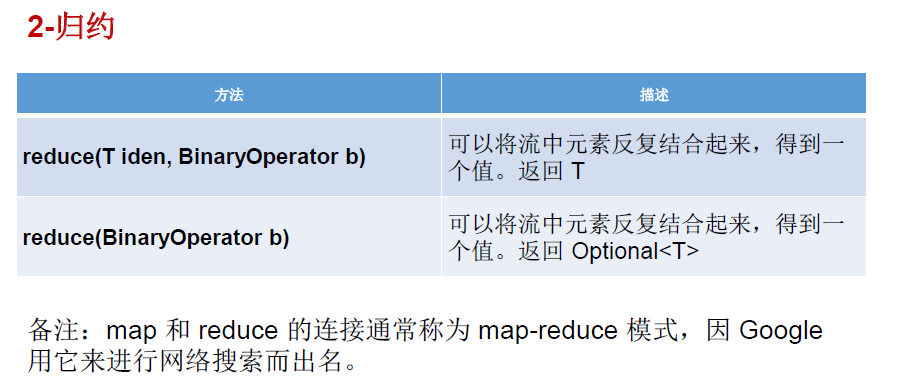 2-归约
方法
描述
reduce(T iden, BinaryOperator b)
可以将流中元素反复结合起来，得到一
个值。返回 T
reduce(BinaryOperator b)
可以将流中元素反复结合起来，得到一
个值。返回 Optional<T>
备注：map 和 reduce 的连接通常称为 map-reduce 模式，因 Google
用它来进行网络搜索而出名。